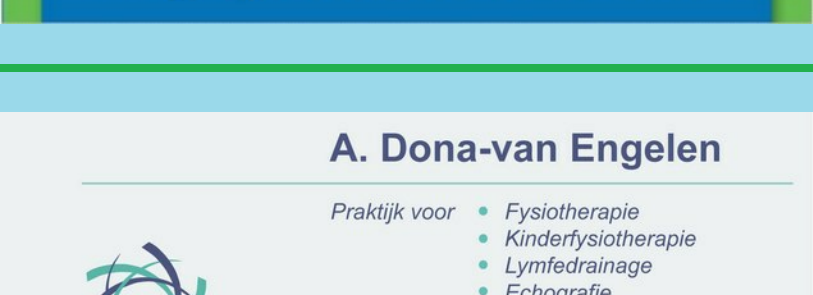 A. Dona-van Engelen
Praktijk voor • Fysiotherapie
• Kinderfysiotherapie
• Lymfedrainage
• Echografie